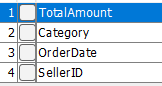 1 TotalAmount
2 Category
3 OrderDate
4 SellerID